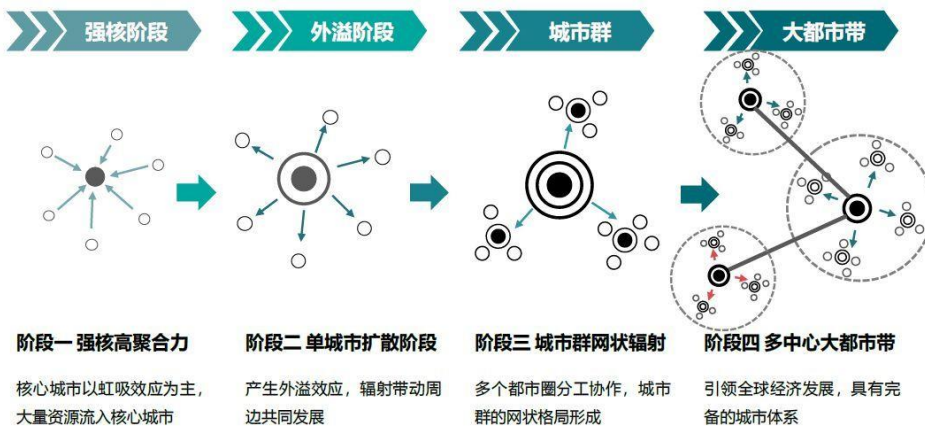 强核阶段
外溢阶段
城市群
大都市带
阶段一 强核高聚合力
核心城市以虹吸效应为主，
大量资源流入核心城市
阶段二 单城市扩散阶段
产生外溢效应，辐射带动周
边共同发展
阶段三 城市群网状辐射
多个都市圈分工协作，城市
群的网状格局形成
阶段四 多中心大都市带
引领全球经济发展，具有完
备的城市体系